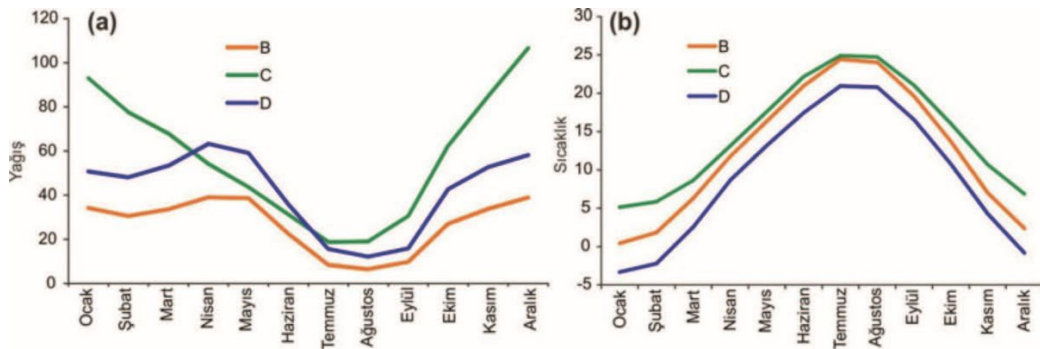 (a)
B
C
D
Yağış
120
100
80
60
40
20
0
Ocak
Şubat
Mart
Nisan
Mayıs
Haziran
Temmuz
Ağustos
Eylül
Ekim
Kasım
Aralık
(b)
B
C
D
Sıcaklık
30
25
20
15
10
5
0
-5
Ocak
Şubat
Mart
Nisan
Mayıs
Haziran
Temmuz
Ağustos
Eylül
Ekim
Kasım
Aralık